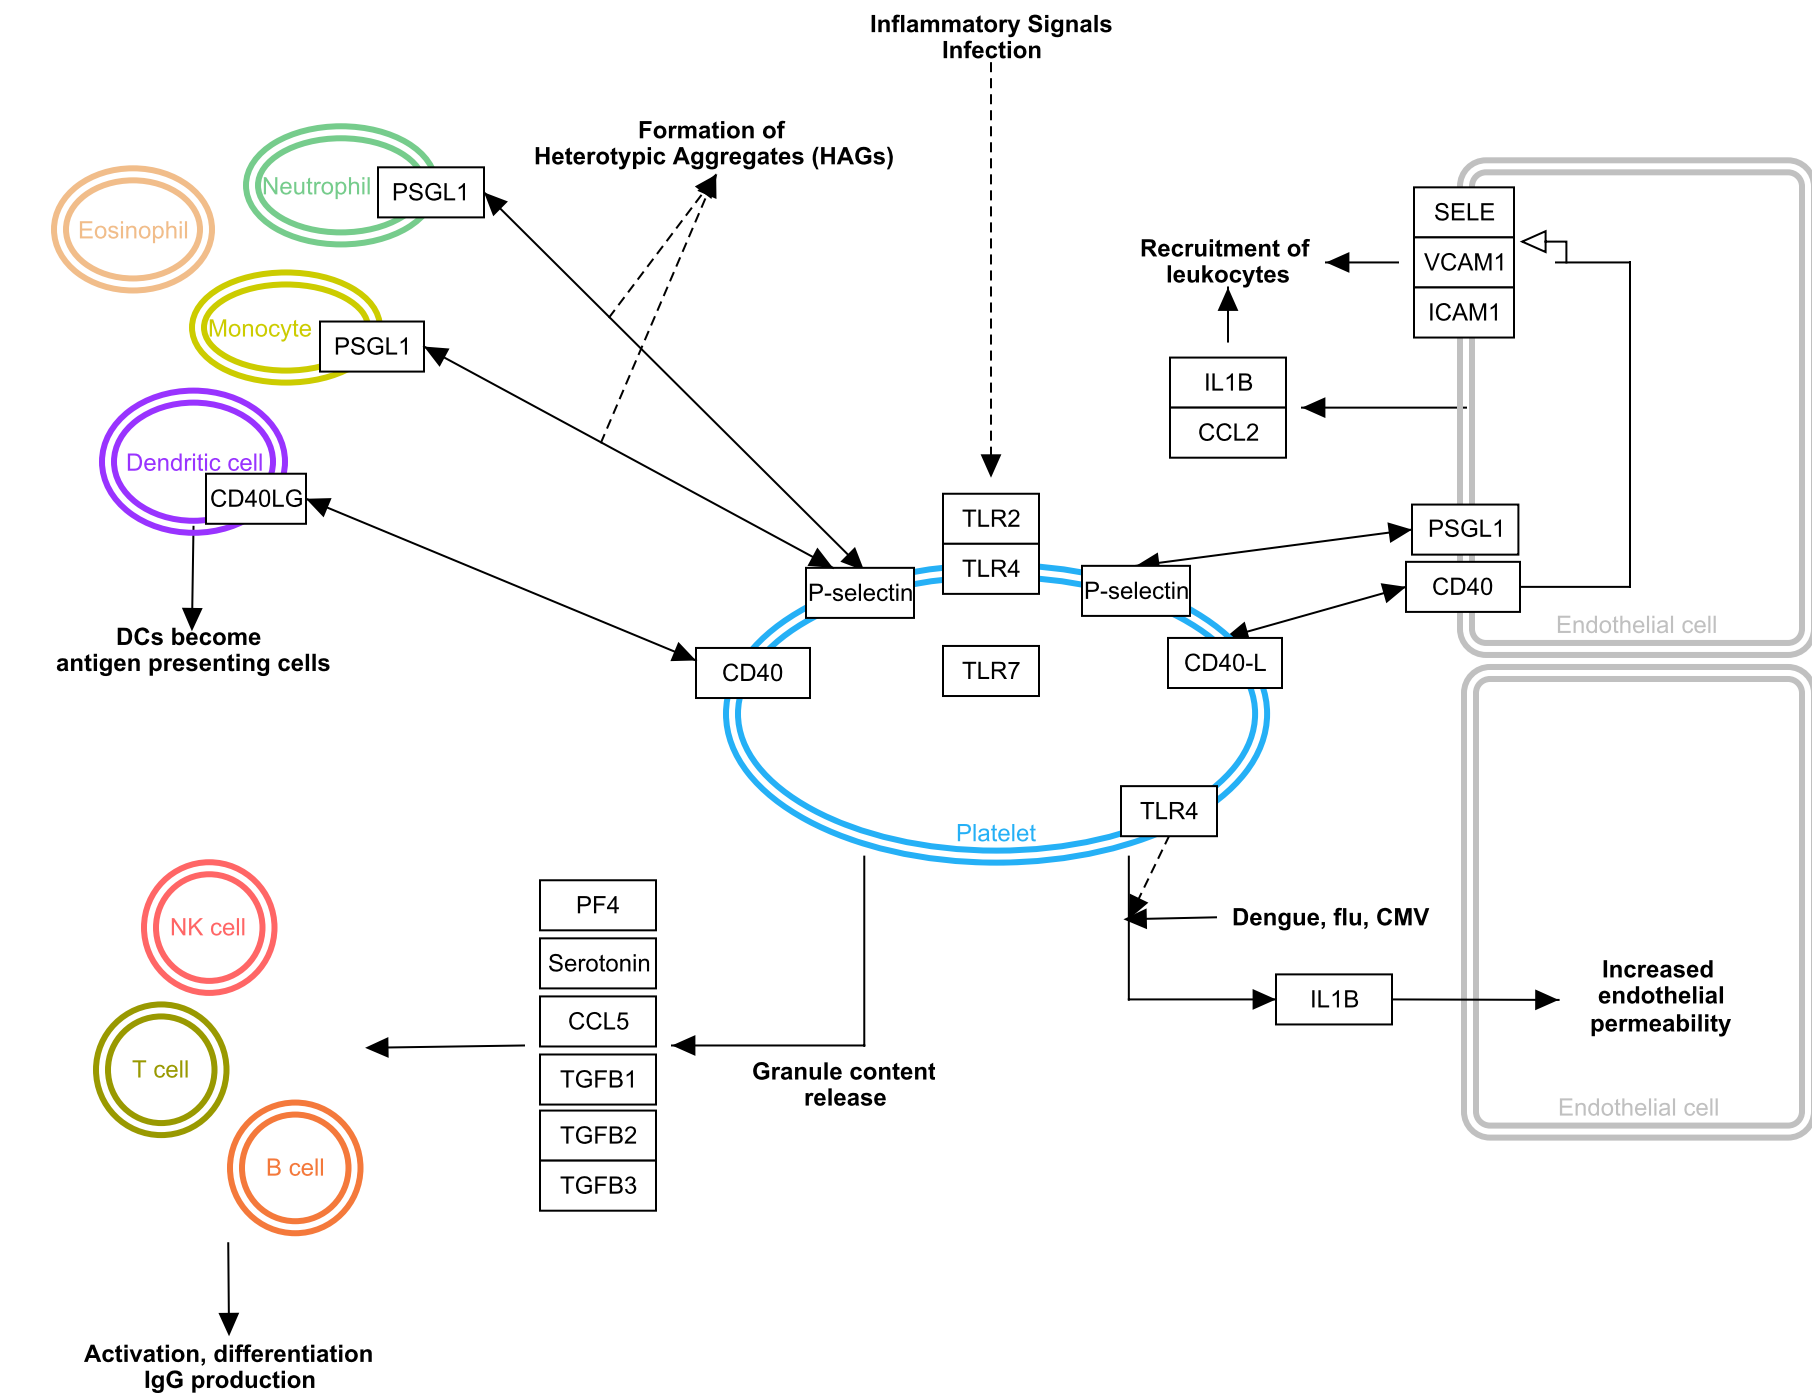 Inflammatory Signals
Infection
Formation of
Heterotypic Aggregates (HAGs)
Neutrophil
PSGL1
Eosinophil
Monocyte
PSGL1
Dendritic cell
CD40LG
DCs become
antigen presenting cells
SELE
VCAM1
ICAM1
Recruitment of
leukocytes
IL1B
CCL2
TLR2
TLR4
P-selectin
P-selectin
PSGL1
CD40
Endothelial cell
CD40
TLR7
CD40-L
TLR4
Platelet
Dengue, flu, CMV
IL1B
Increased
endothelial
permeability
Endothelial cell
NK cell
T cell
B cell
PF4
Serotonin
CCL5
TGFB1
TGFB2
TGFB3
Granule content
release
Activation, differentiation
IgG production